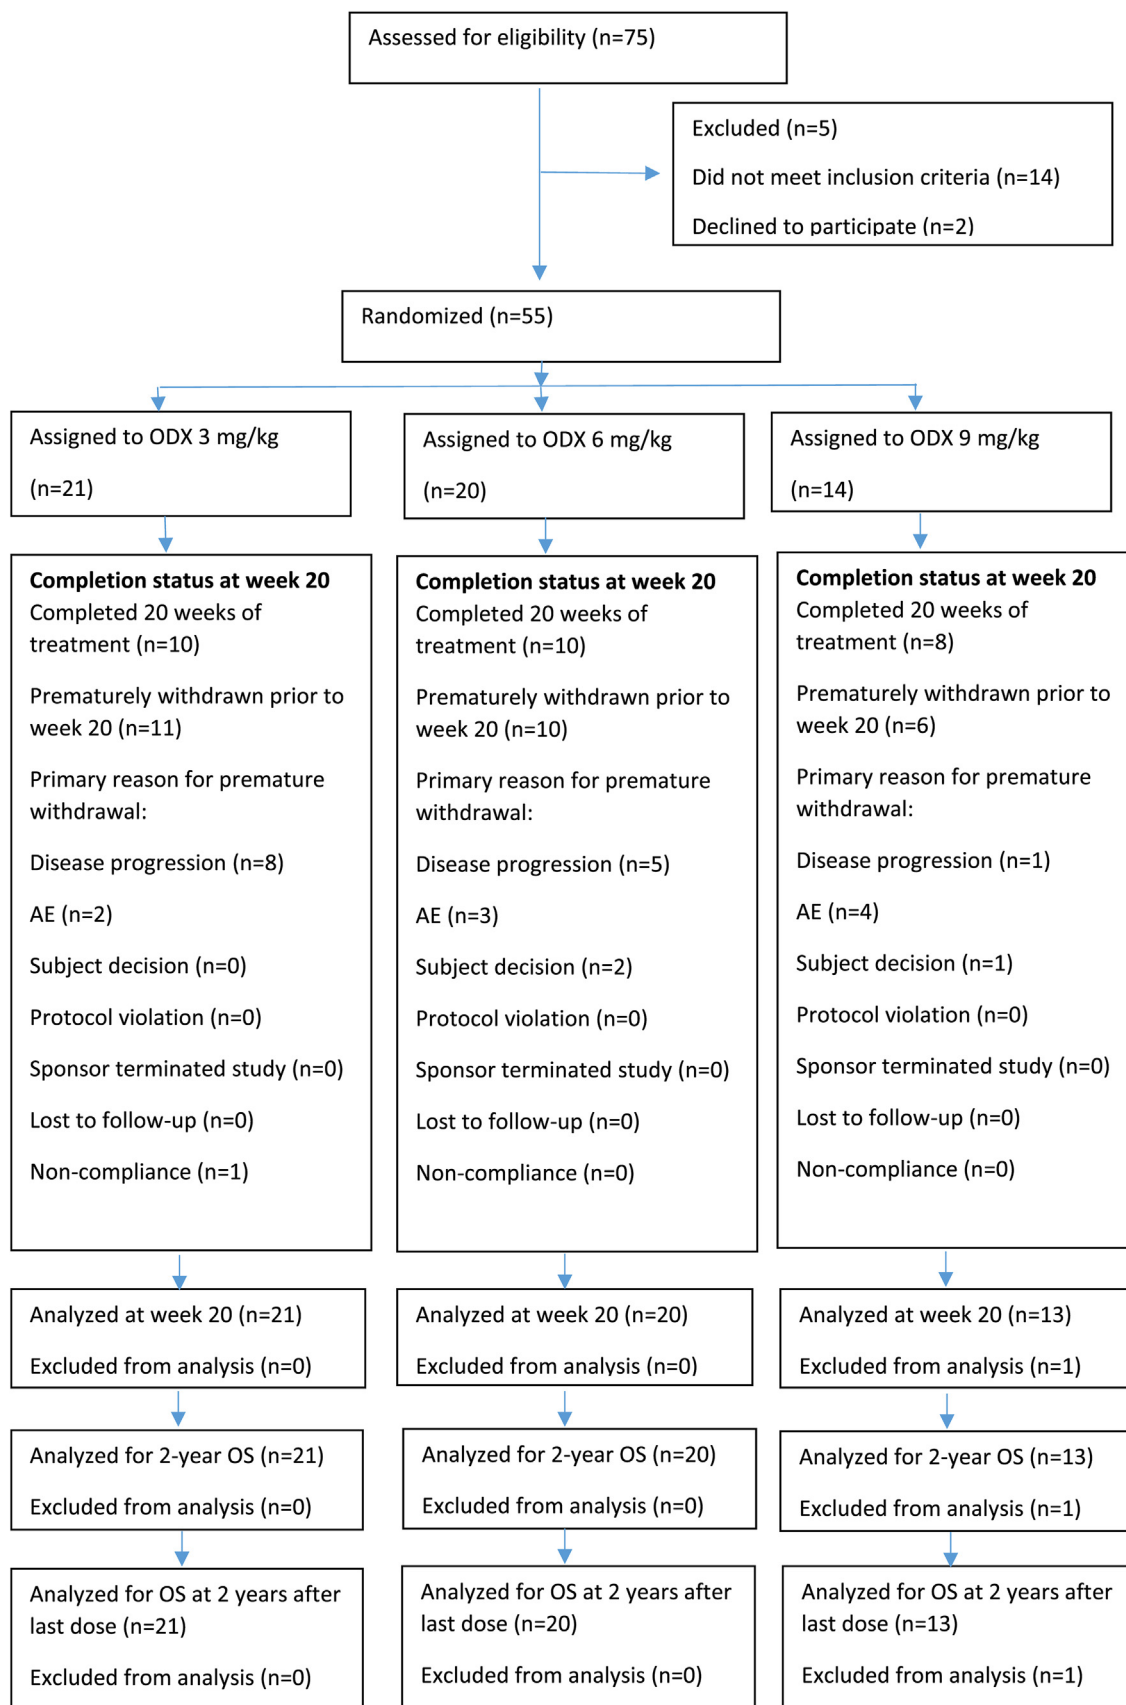 Assessed for eligibility (n=75)
Excluded (n=5)
Did not meet inclusion criteria (n=14)
Declined to participate (n=2)
Randomized (n=55)
Assigned to ODX 3 mg/kg
(n=21)
Assigned to ODX 6 mg/kg
(n=20)
Assigned to ODX 9 mg/kg
(n=14)
Completion status at week 20
Completed 20 weeks of
treatment (n=10)
Prematurely withdrawn prior to
week 20 (n=11)
Primary reason for premature
withdrawal:
Disease progression (n=8)
AE (n=2)
Subject decision (n=0)
Protocol violation (n=0)
Sponsor terminated study (n=0)
Lost to follow-up (n=0)
Non-compliance (n=1)
Completion status at week 20
Completed 20 weeks of
treatment (n=10)
Prematurely withdrawn prior to
week 20 (n=10)
Primary reason for premature
withdrawal:
Disease progression (n=5)
AE (n=3)
Subject decision (n=2)
Protocol violation (n=0)
Sponsor terminated study (n=0)
Lost to follow-up (n=0)
Non-compliance (n=0)
Completion status at week 20
Completed 20 weeks of
treatment (n=8)
Prematurely withdrawn prior to
week 20 (n=6)
Primary reason for premature
withdrawal:
Disease progression (n=1)
AE (n=4)
Subject decision (n=1)
Protocol violation (n=0)
Sponsor terminated study (n=0)
Lost to follow-up (n=0)
Non-compliance (n=0)
Analyzed at week 20 (n=21)
Excluded from analysis (n=0)
Analyzed at week 20 (n=20)
Excluded from analysis (n=0)
Analyzed at week 20 (n=13)
Excluded from analysis (n=1)
Analyzed for 2-year OS (n=21)
Excluded from analysis (n=0)
Analyzed for 2-year OS (n=20)
Excluded from analysis (n=0)
Analyzed for 2-year OS (n=13)
Excluded from analysis (n=1)
Analyzed for OS at 2 years after
last dose (n=21)
Excluded from analysis (n=0)
Analyzed for OS at 2 years after
last dose (n=20)
Excluded from analysis (n=0)
Analyzed for OS at 2 years after
last dose (n=13)
Excluded from analysis (n=1)